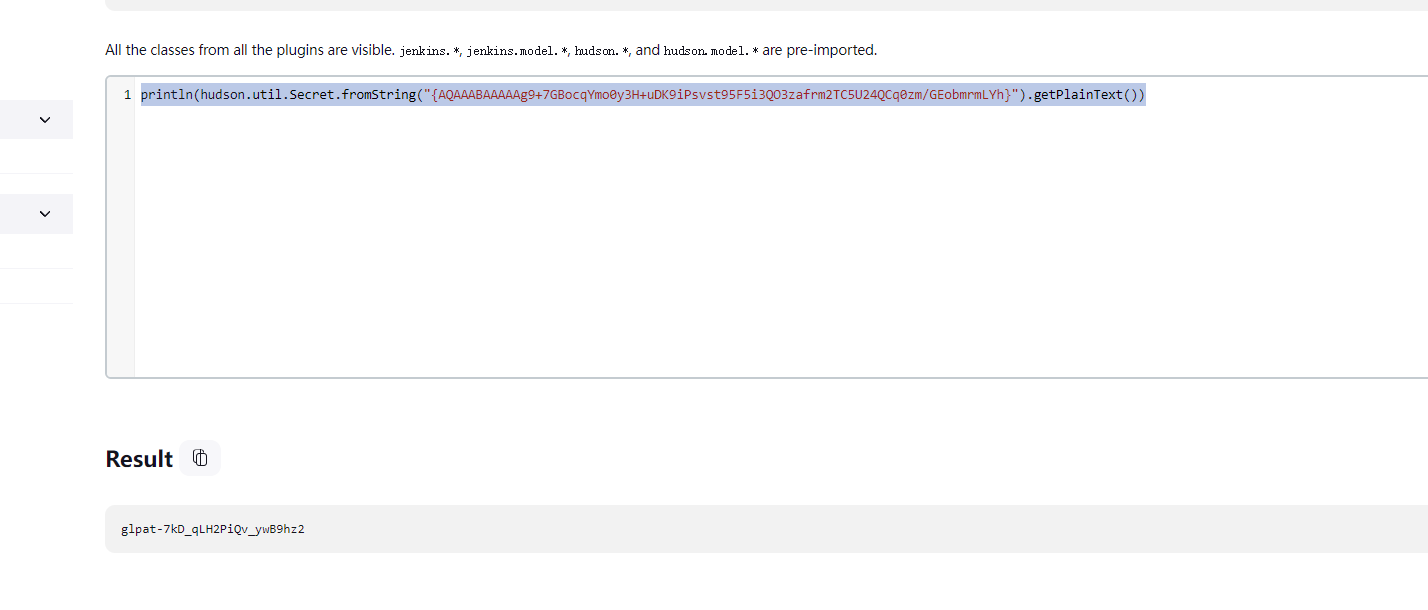 All the classes from all the plugins are visible. jenkins.*, jenkins.model.*, hudson.*, and hudson.model.* are pre-imported.
1 println(hudson.util.Secret.fromString("{AQAAABAAAAAg9+7GBocqYmo0y3H+uDK9iPsvst95F5i3QO3zafrm2TC5U24QCq0zm/GEobmrmLYh}").getPlainText())
Result
glpat-7kD_qLH2PiQv_ywB9hz2